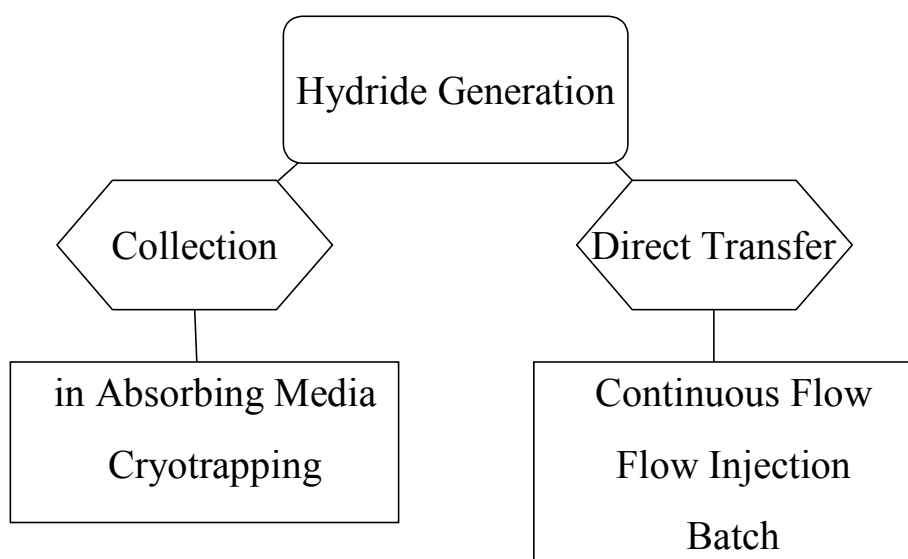 Hydride Generation
Collection
Direct Transfer
in Absorbing Media
Cryotrapping
Continuous Flow
Flow Injection
Batch